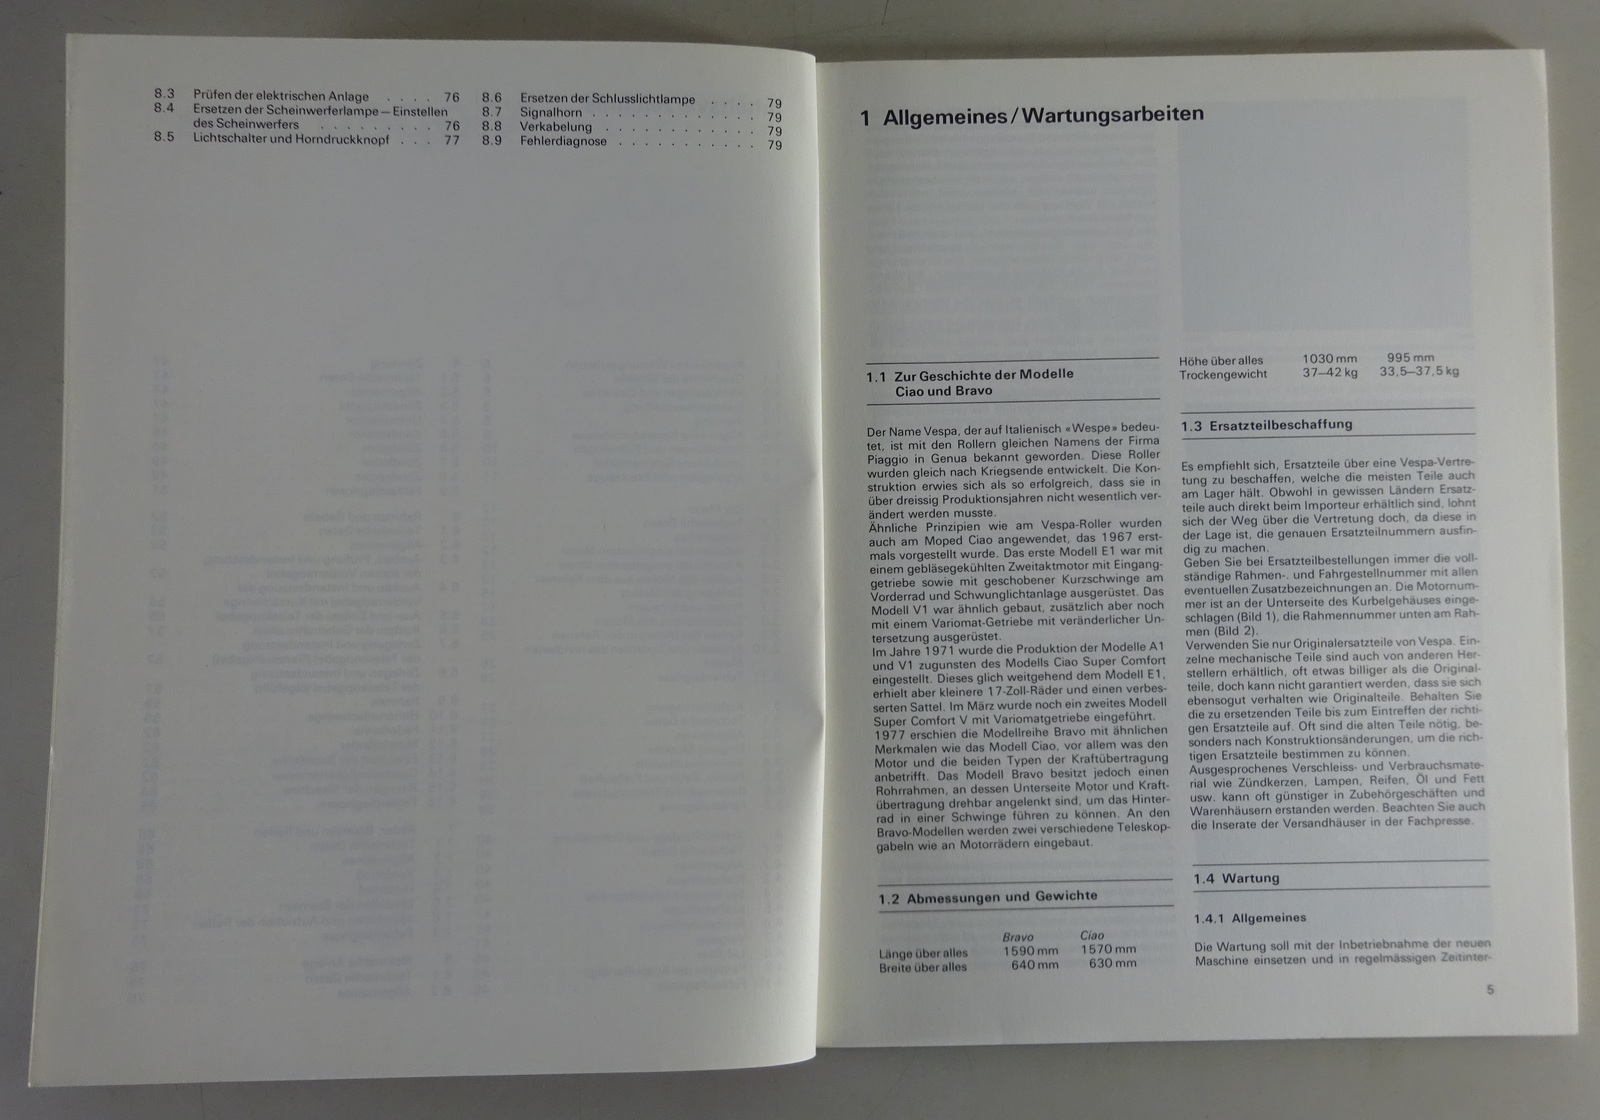 8.3 Prüfen der elektrischen Anlage . . . . 76
8.4 Ersetzen der Scheinwerferlampe – Einstellen
des Scheinwerfers . . . . . . . . . 76
8.5 Lichtschalter und Horndruckknopf . . . 77
8.6 Ersetzen der Schlusslichtlampe . . . . 79
8.7 Signalhorn . . . . . . . . . . . . 79
8.8 Verkabelung . . . . . . . . . . . 79
8.9 Fehlerdiagnose . . . . . . . . . . 79
1 Allgemeines / Wartungsarbeiten
1.1 Zur Geschichte der Modelle
Ciao und Bravo
Der Name Vespa, der auf Italienisch «Wespe» bedeu-
tet, ist mit den Rollern gleichen Namens der Firma
Piaggio in Genua bekannt geworden. Diese Roller
wurden gleich nach Kriegsende entwickelt. Die Kon-
struktion erwies sich als so erfolgreich, dass sie in
über dreissig Produktionsjahren nicht wesentlich ver-
ändert werden musste.
Ähnliche Prinzipien wie am Vespa-Roller wurden
auch am Moped Ciao angewendet, das 1967 erst-
mals vorgestellt wurde. Das erste Modell E1 war mit
einem gebläsegekühlten Zweitaktmotor mit Eingang-
getriebe sowie mit geschobener Kurzschwinge am
Vorderrad und Schwunglichtanlage ausgerüstet. Das
Modell V1 war ähnlich gebaut, zusätzlich aber noch
mit einem Variomat-Getriebe mit veränderlicher Un-
tersetzung ausgerüstet.
Im Jahre 1971 wurde die Produktion der Modelle A1
und V1 zugunsten des Modells Ciao Super Comfort
eingestellt. Dieses glich weitgehend dem Modell E1,
erhielt aber kleinere 17-Zoll-Räder und einen verbes-
serten Sattel. Im März wurde noch ein zweites Modell
Super Comfort V mit Variomatgetriebe eingeführt.
1977 erschien die Modellreihe Bravo mit ähnlichen
Merkmalen wie das Modell Ciao, vor allem was den
Motor und die beiden Typen der Kraftübertragung
anbetrifft. Das Modell Bravo besitzt jedoch einen
Rohrrahmen, an dessen Unterseite Motor und Kraft-
übertragung drehbar angelenkt sind, um das Hinter-
rad in einer Schwinge führen zu können. An den
Bravo-Modellen werden zwei verschiedene Teleskop-
gabeln wie an Motorrädern eingebaut.
1.2 Abmessungen und Gewichte
Bravo Ciao
Länge über alles 1590 mm 1570 mm
Breite über alles 640 mm 630 mm
Höhe über alles 1030 mm 995 mm
Trockengewicht 37–42 kg 33,5–37,5 kg
1.3 Ersatzteilbeschaffung
Es empfiehlt sich, Ersatzteile über eine Vespa-Vertre-
tung zu beschaffen, welche die meisten Teile auch
am Lager hält. Obwohl in gewissen Ländern Ersatz-
teile auch direkt beim Importeur erhältlich sind, lohnt
sich der Weg über die Vertretung doch, da diese in
der Lage ist, die genauen Ersatzteilnummern ausfin-
dig zu machen.
Geben Sie bei Ersatzteilbestellungen immer die voll-
ständige Rahmen-. und Fahrgestellnummer mit allen
eventuellen Zusatzbezeichnungen an. Die Motornum-
mer ist an der Unterseite des Kurbelgehäuses einge-
schlagen (Bild 1), die Rahmennummer unten am Rah-
men (Bild 2).
Verwenden Sie nur Originalersatzteile von Vespa. Ein-
zelne mechanische Teile sind auch von anderen Her-
stellern erhältlich, oft etwas billiger als die Original-
teile, doch kann nicht garantiert werden, dass sie sich
ebensogut verhalten wie Originalteile. Behalten Sie
die zu ersetzenden Teile bis zum Eintreffen der richti-
gen Ersatzteile auf. Oft sind die alten Teile nötig, be-
sonders nach Konstruktionsänderungen, um die rich-
tigen Ersatzteile bestimmen zu können.
Ausgesprochenes Verschleiss- und Verbrauchsmate-
rial wie Zündkerzen, Lampen, Reifen, Öl und Fett
usw. kann oft günstiger in Zubehörgeschäften und
Warenhäusern erstanden werden. Beachten Sie auch
die Inserate der Versandhäuser in der Fachpresse.
1.4 Wartung
1.4.1 Allgemeines
Die Wartung soll mit der Inbetriebnahme der neuen
Maschine einsetzen und in regelmässigen Zeitinter-
5